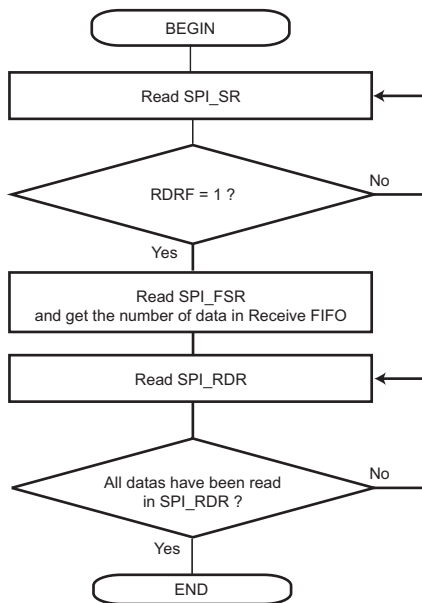 BEGIN
Read SPI_SR
RDRF = 1 ?
No
Yes
Read SPI_FSR
and get the number of data in Receive FIFO
Read SPI_RDR
All datas have been read
in SPI_RDR ?
No
Yes
END